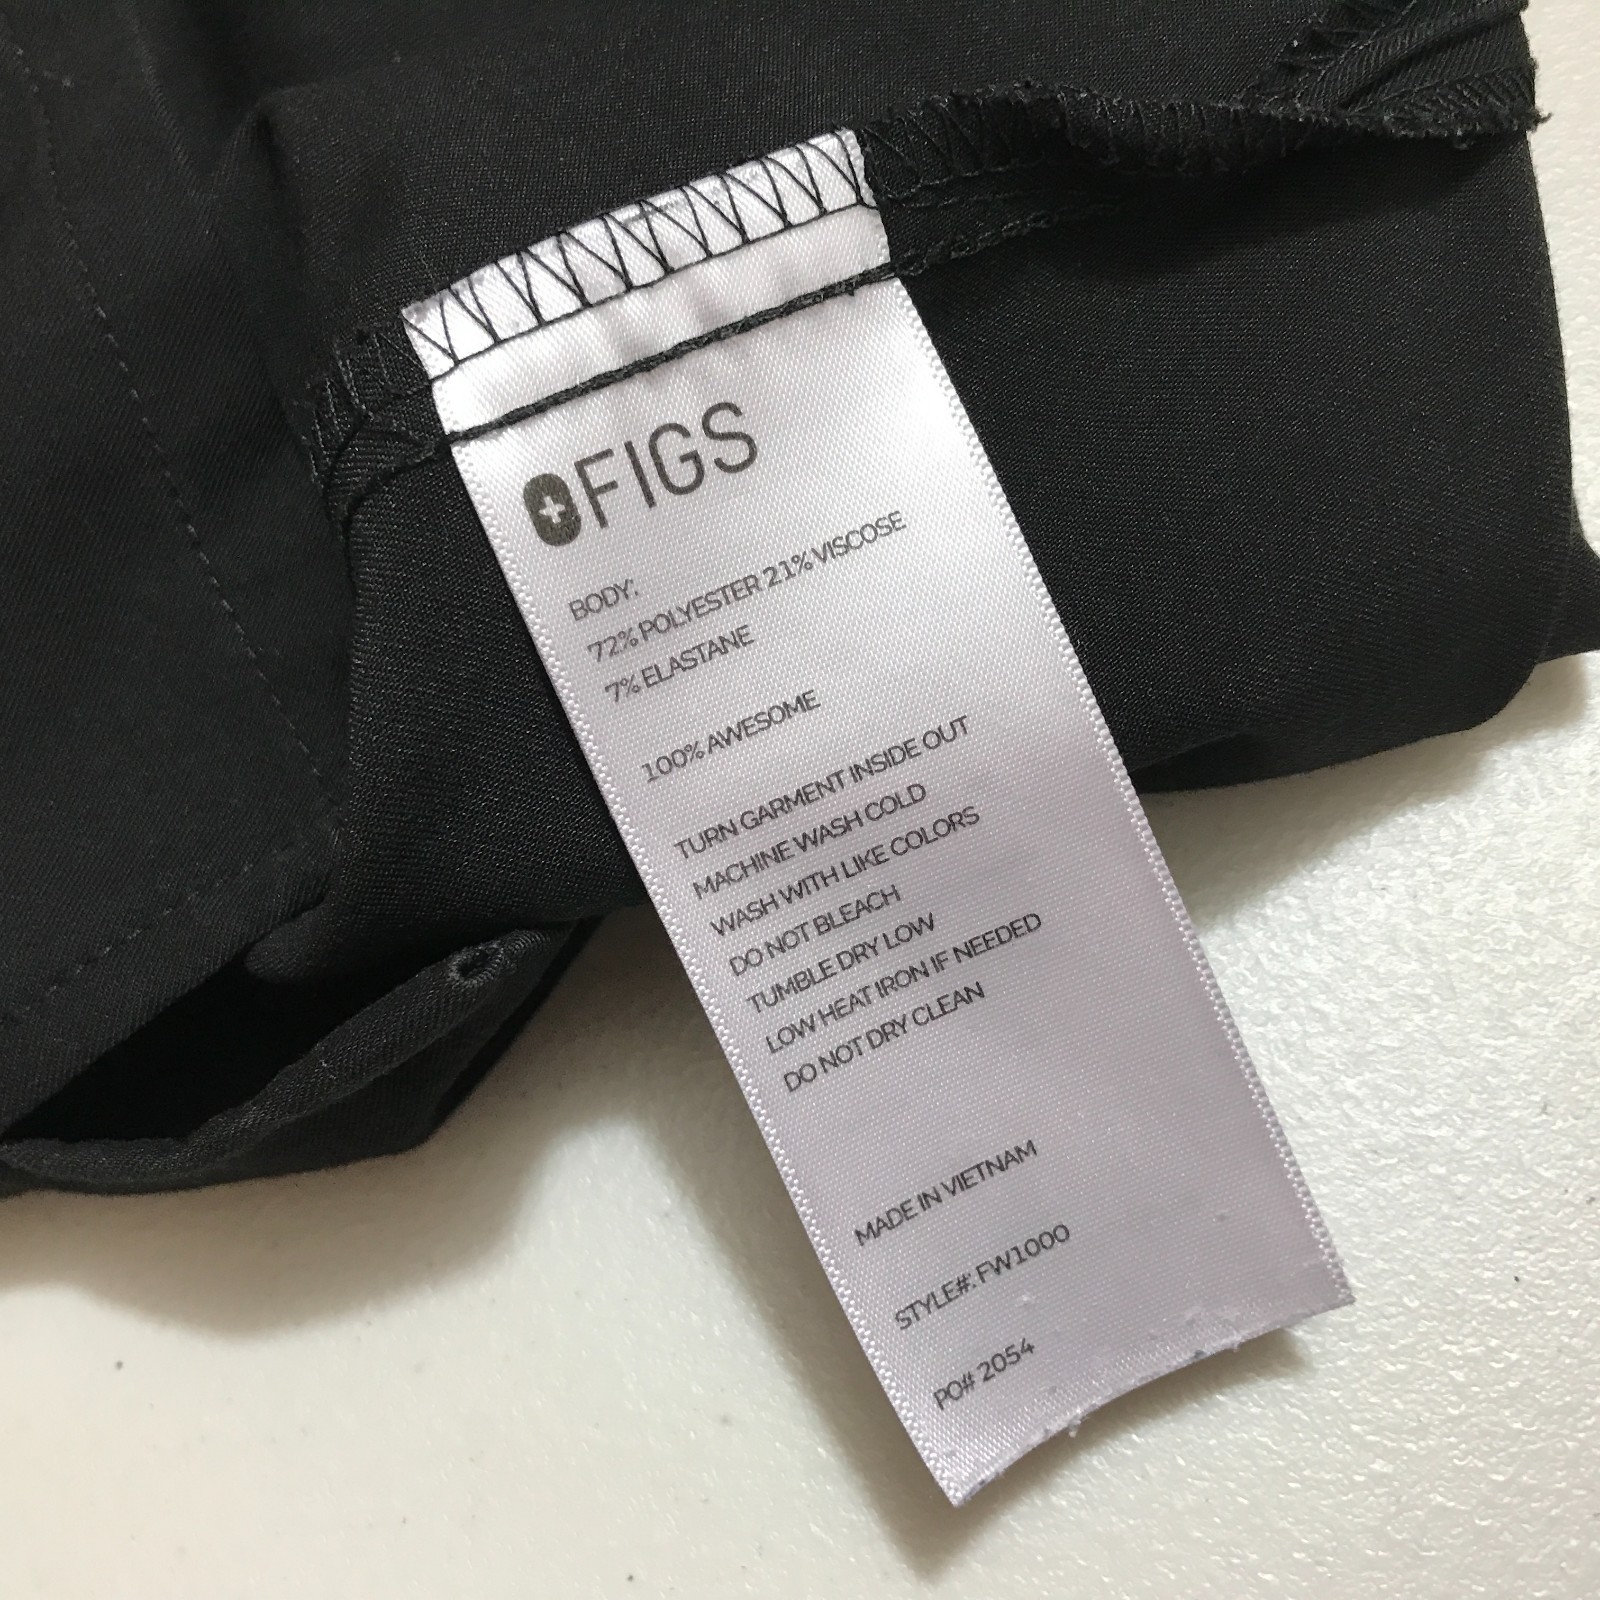 FIGS
BODY:
72% POLYESTER 21% VISCOSE
7% ELASTANE
100% AWESOME
TURN GARMENT INSIDE OUT
MACHINE WASH COLD
WASH WITH LIKE COLORS
DO NOT BLEACH
TUMBLE DRY LOW
LOW HEAT IRON IF NEEDED
DO NOT DRY CLEAN
MADE IN VIETNAM
STYLE#: FW1000
PO# 2054